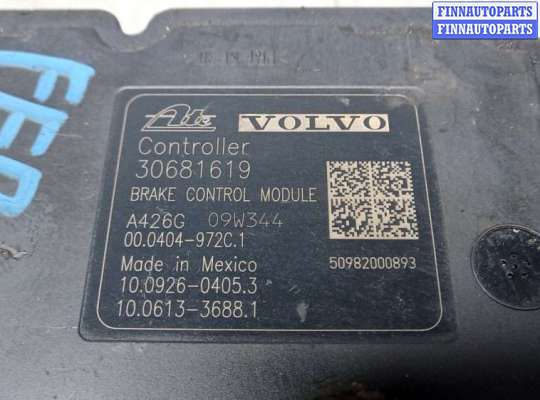 FINNAUTOPARTS
FINNAUTOPARTS
Ate VOLVO
Controller
30681619
BRAKE CONTROL MODULE
A426G 09W344
00.0404-972C.1
Made in Mexico
50982000893
10.0926-0405.3
10.0613-3688.1